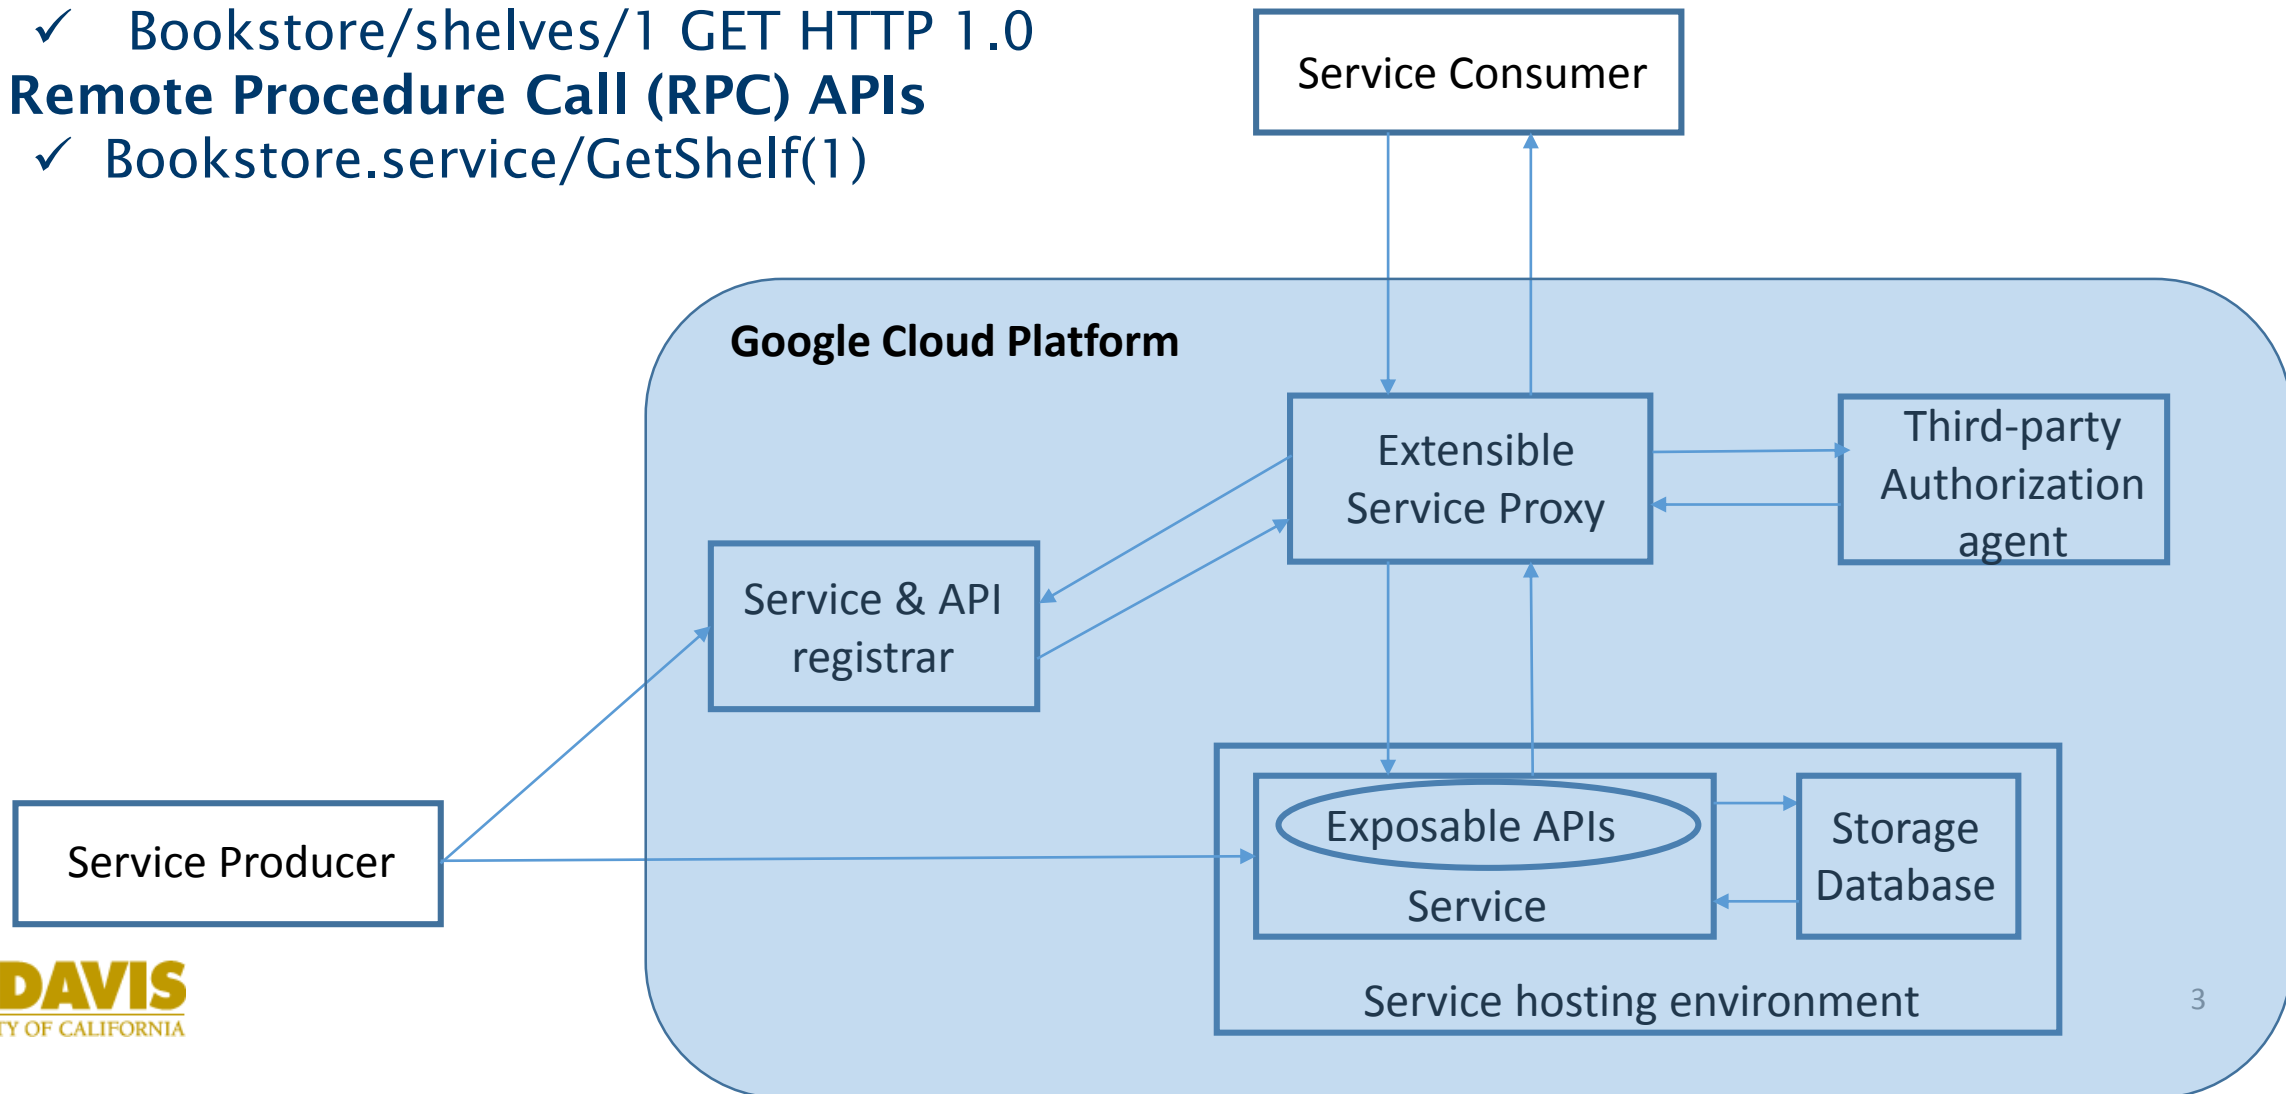 ✓ Bookstore/shelves/1 GET HTTP 1.0
Remote Procedure Call (RPC) APIs
✓ Bookstore.service/GetShelf(1)
Service Consumer
Google Cloud Platform
Extensible
Service Proxy
Third-party
Authorization
agent
Service & API
registrar
Service Producer
Exposable APIs
Service
Storage
Database
Service hosting environment
DAVIS
TY OF CALIFORNIA
3